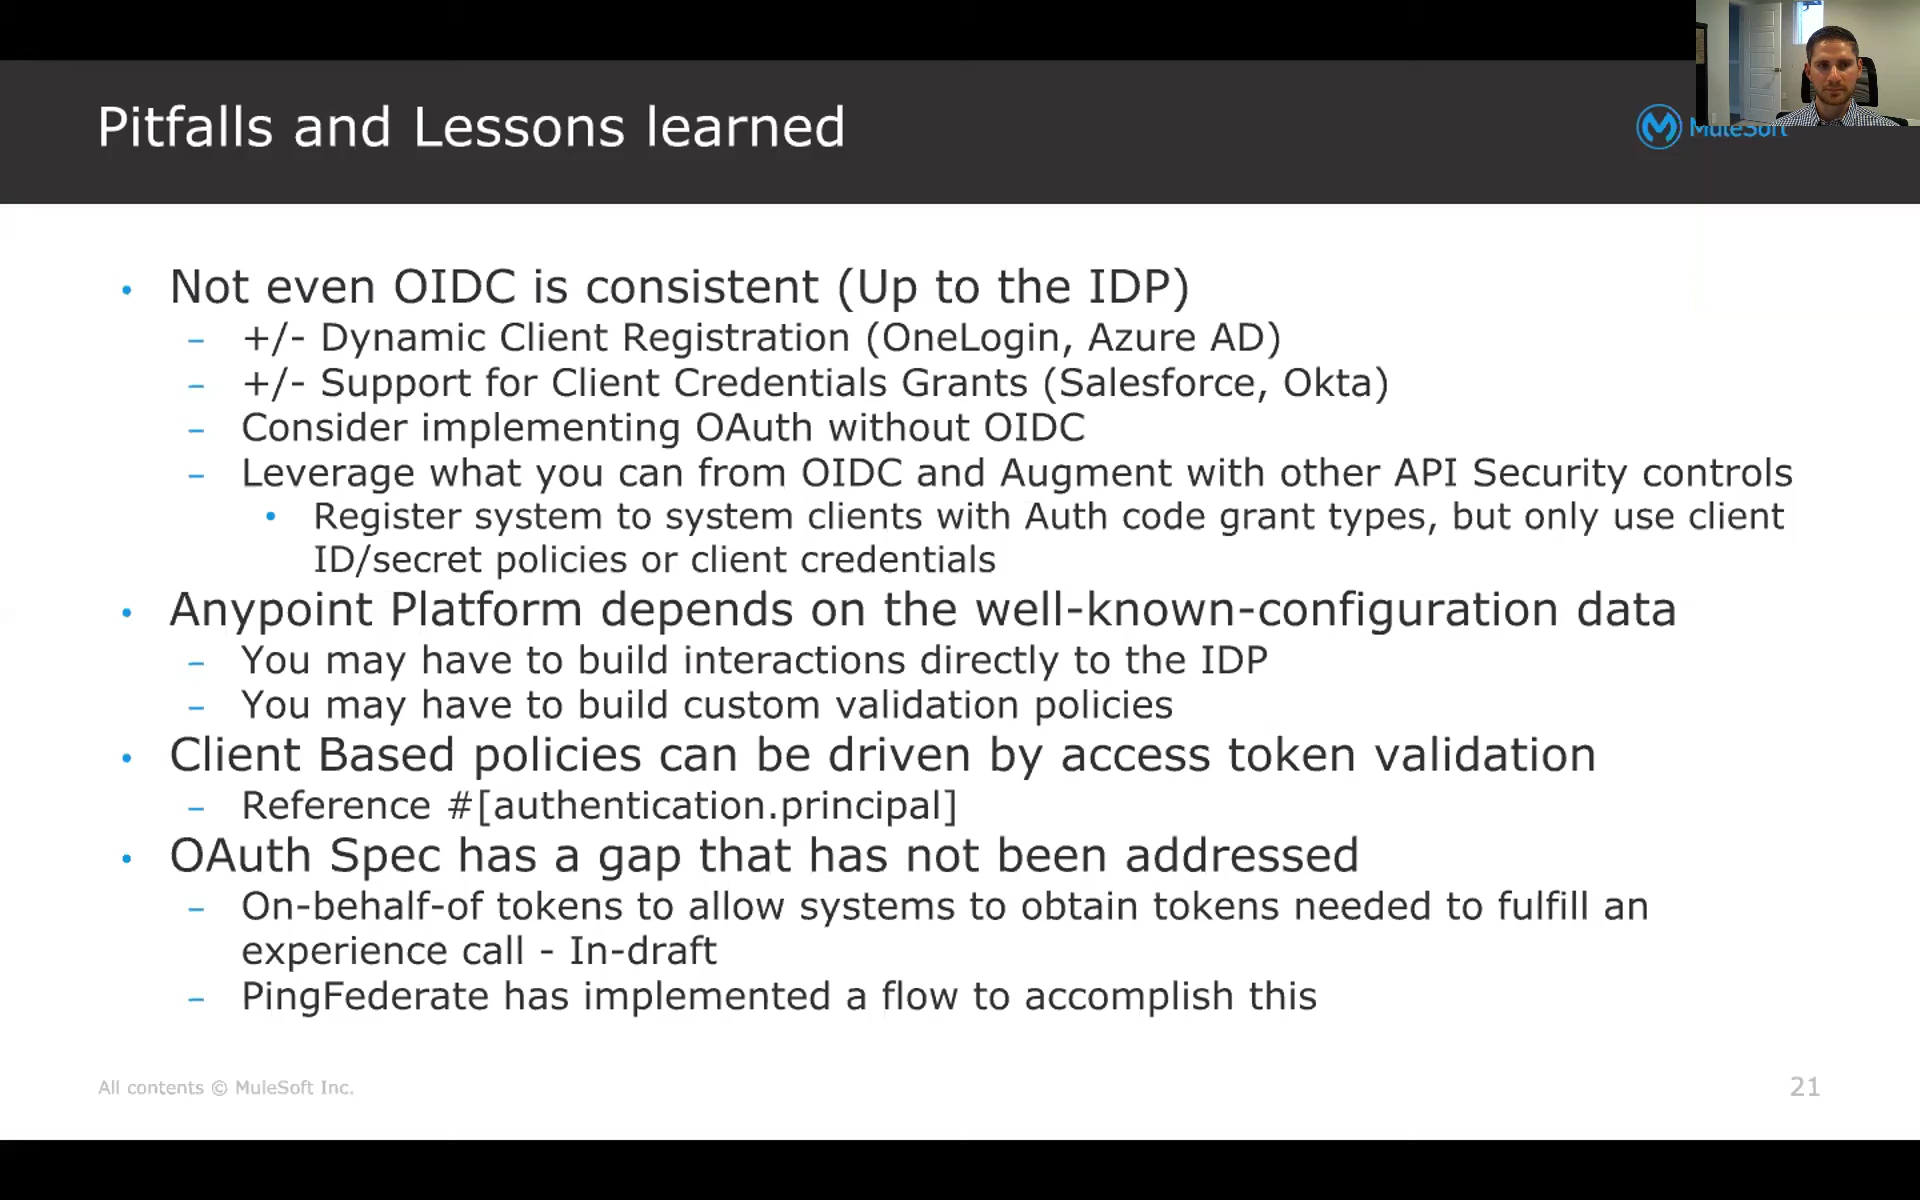 Pitfalls and Lessons learned
MuleSoft
• Not even OIDC is consistent (Up to the IDP)
– +/- Dynamic Client Registration (OneLogin, Azure AD)
– +/- Support for Client Credentials Grants (Salesforce, Okta)
– Consider implementing OAuth without OIDC
– Leverage what you can from OIDC and Augment with other API Security controls
• Register system to system clients with Auth code grant types, but only use client
ID/secret policies or client credentials
• Anypoint Platform depends on the well-known-configuration data
– You may have to build interactions directly to the IDP
– You may have to build custom validation policies
• Client Based policies can be driven by access token validation
– Reference #[authentication.principal]
• OAuth Spec has a gap that has not been addressed
– On-behalf-of tokens to allow systems to obtain tokens needed to fulfill an
experience call - In-draft
– PingFederate has implemented a flow to accomplish this
All contents © MuleSoft Inc.
21